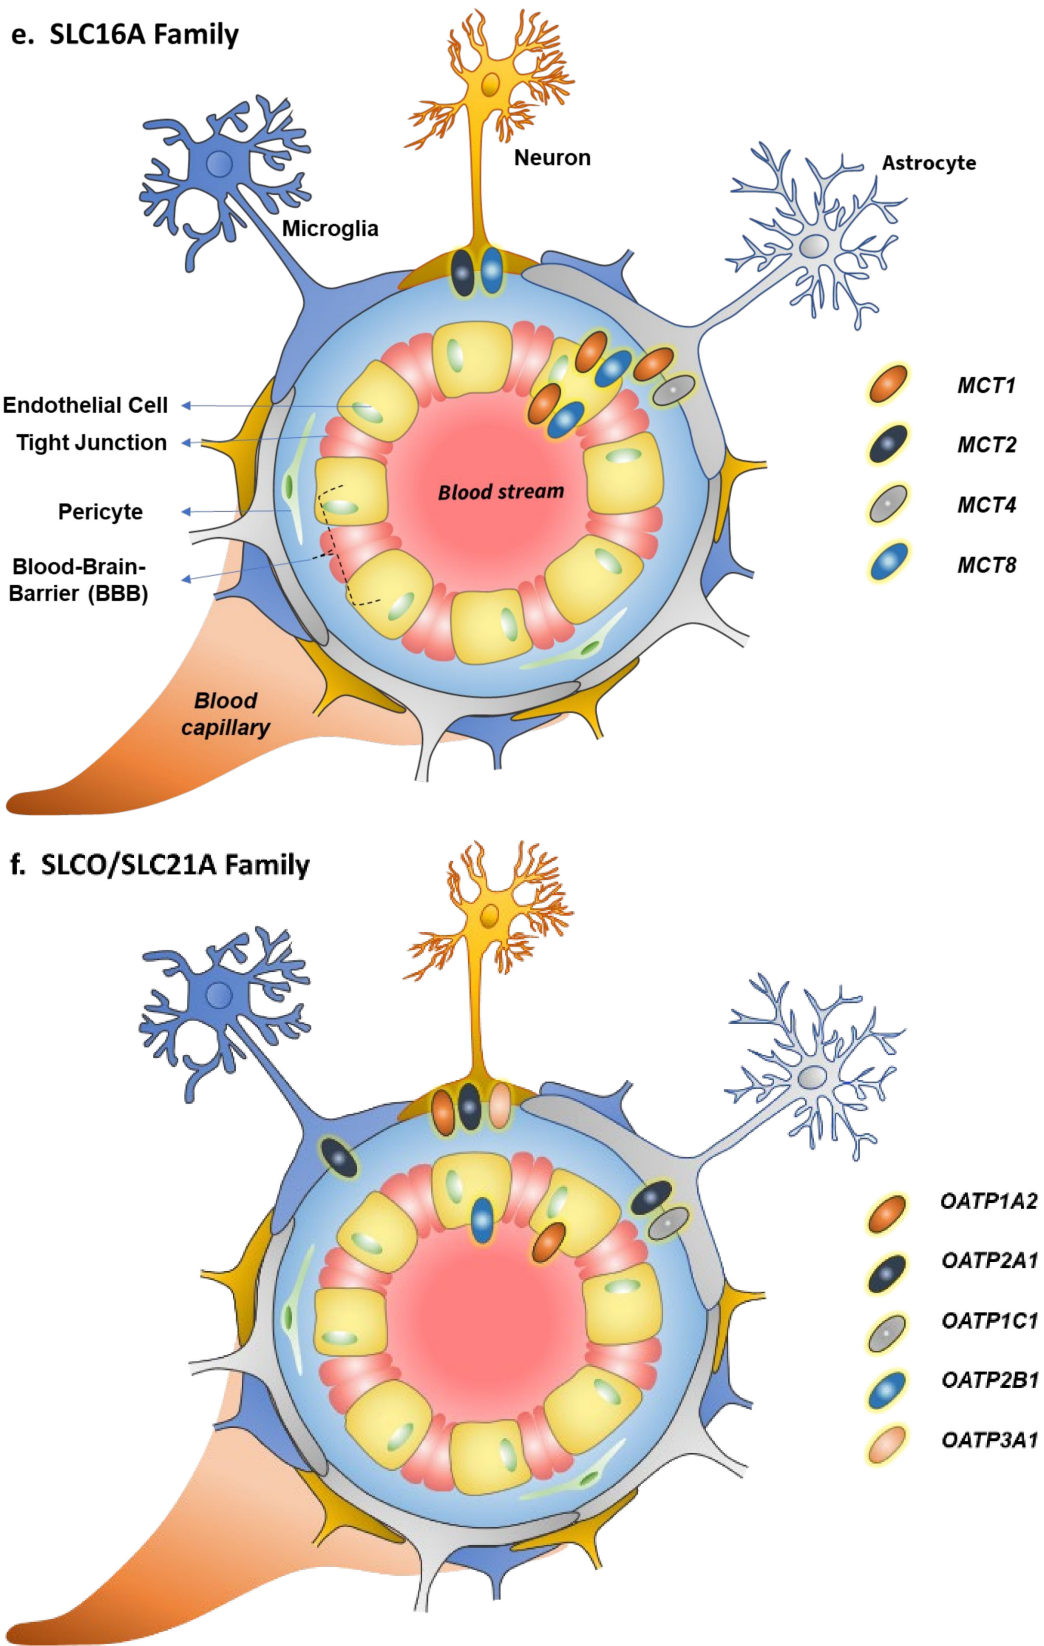 e. SLC16A Family
Neuron
Astrocyte
Microglia
Endothelial Cell
Tight Junction
Pericyte
Blood-Brain-
Barrier (BBB)
Blood stream
Blood
capillary
MCT1
MCT2
MCT4
MCT8
f. SLCO/SLC21A Family
OATP1A2
OATP2A1
OATP1C1
OATP2B1
OATP3A1